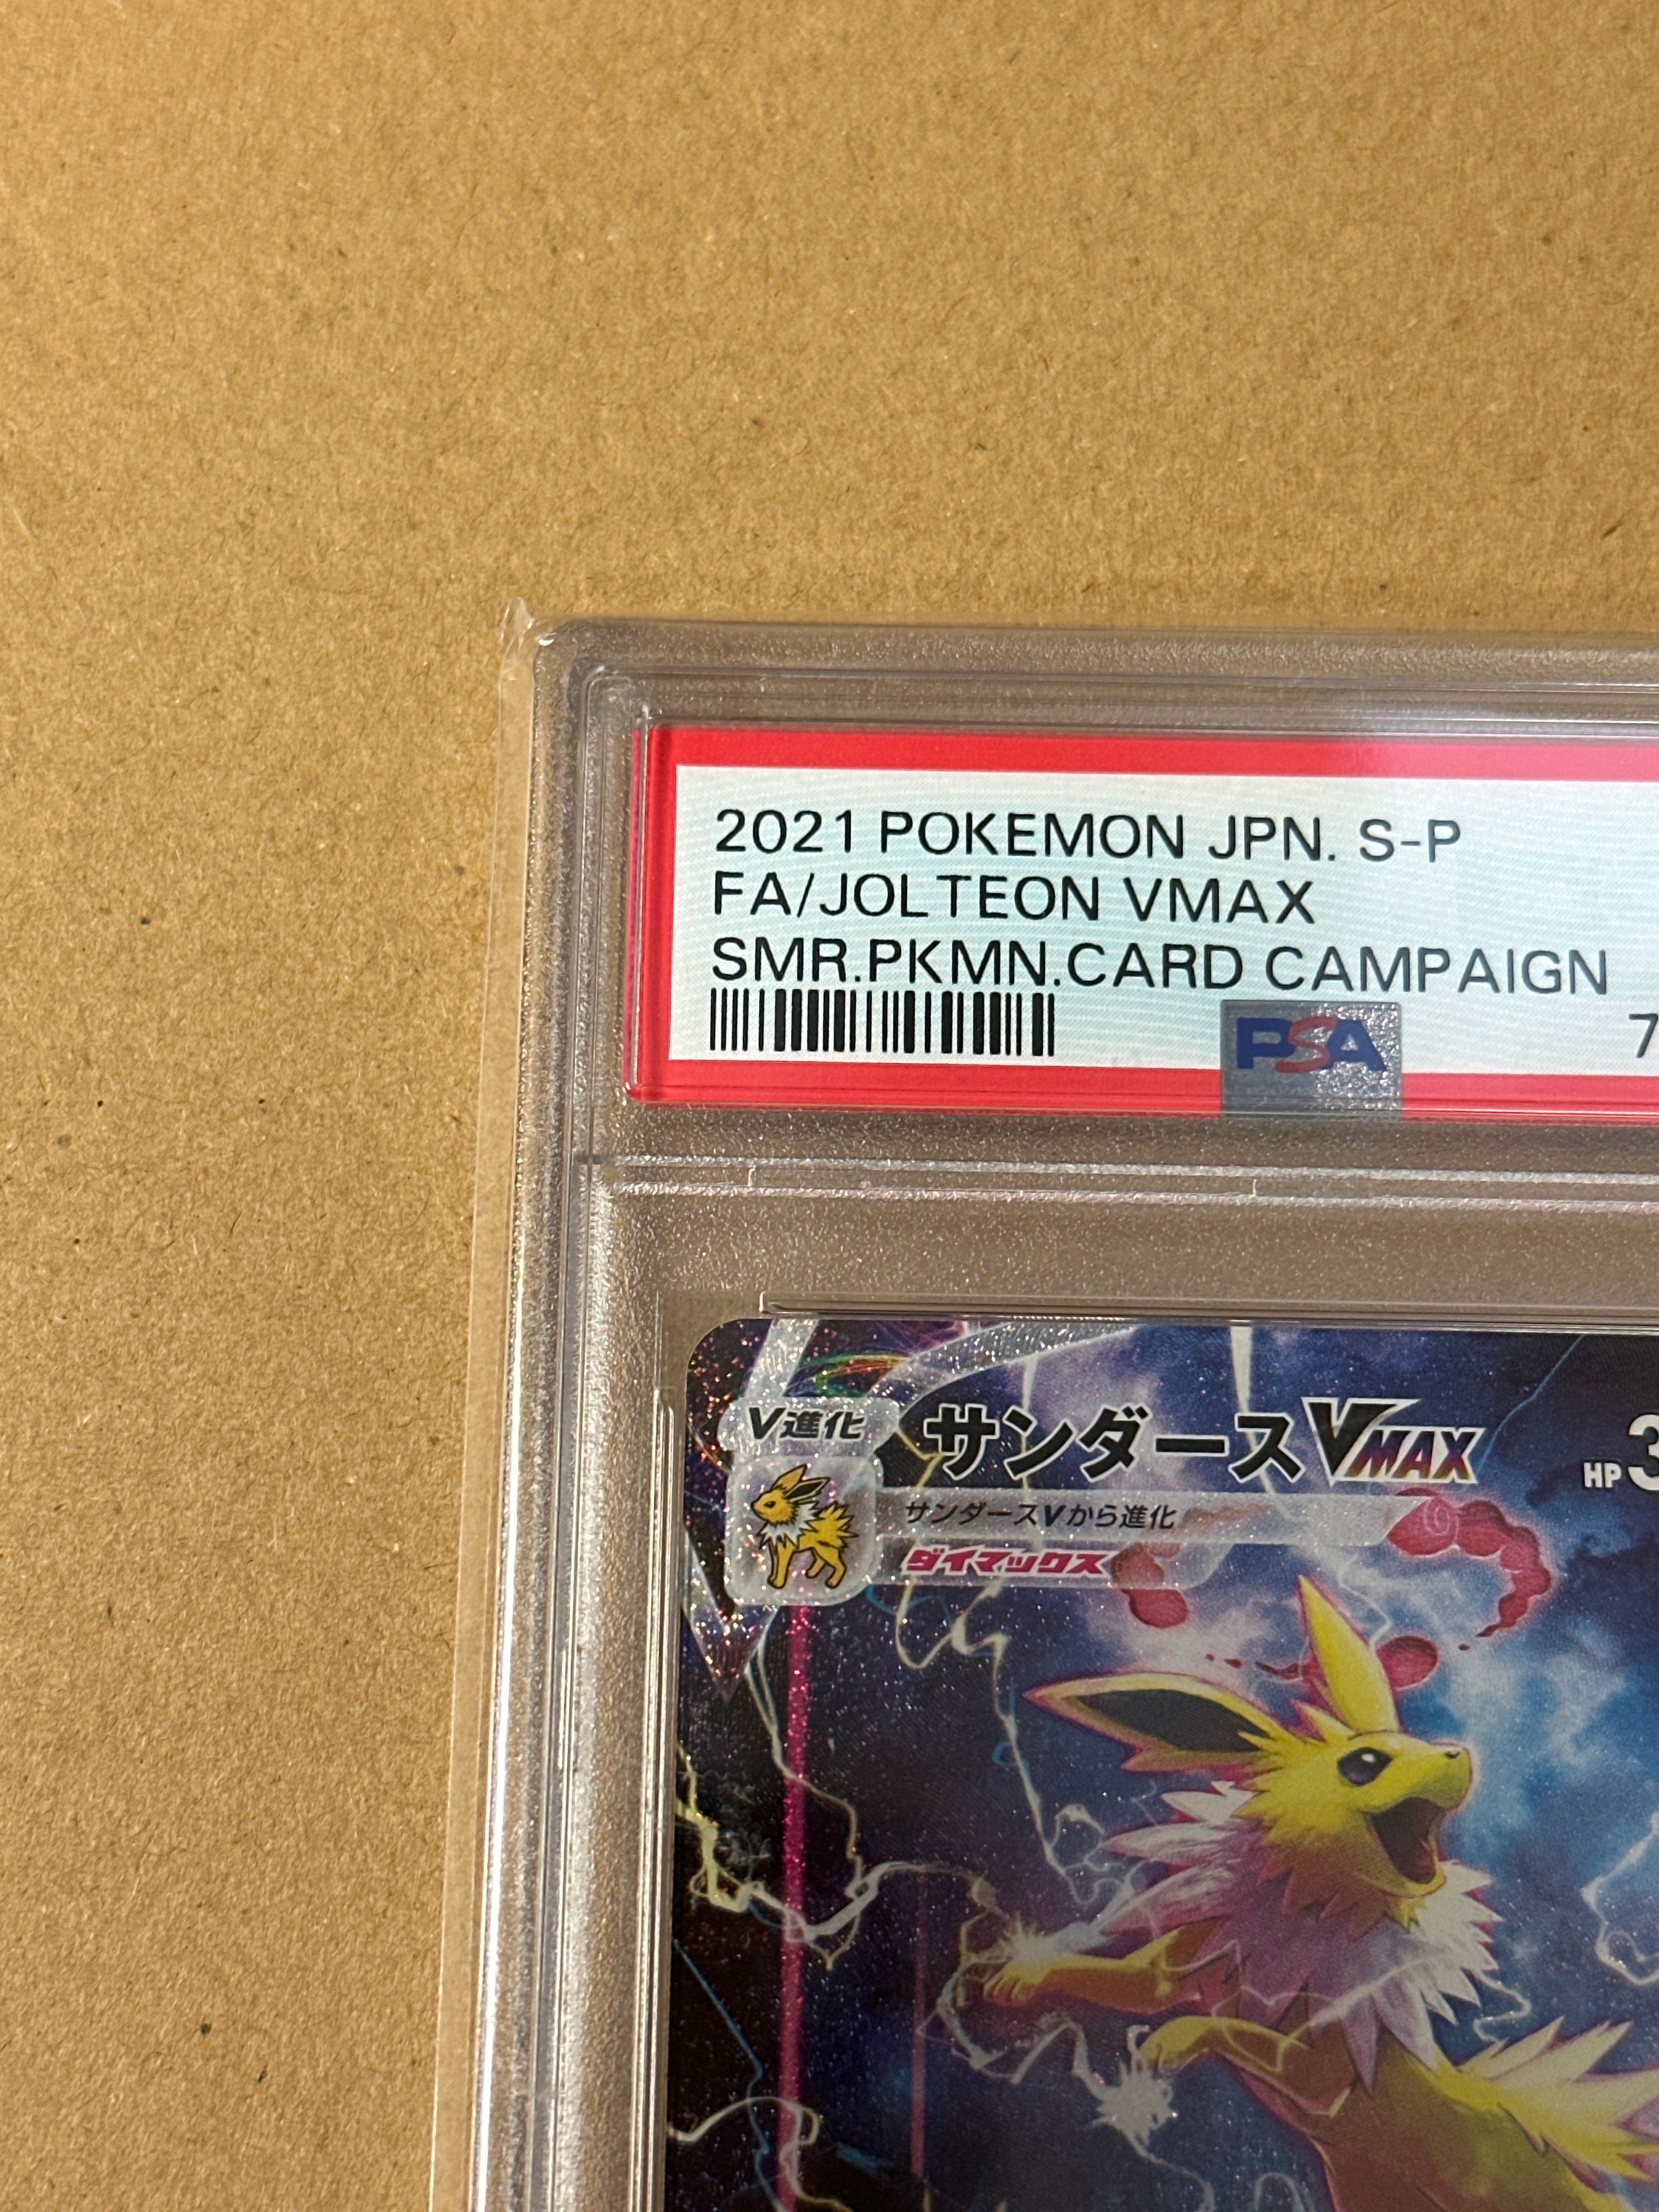 2021 POKEMON JPN. S-P
FA/JOLTEON VMAX
SMR.PKMN.CARD CAMPAIGN
PSA 7
V進化 サンダースVMAX HP 3
サンダースVから進化
ダイマックス